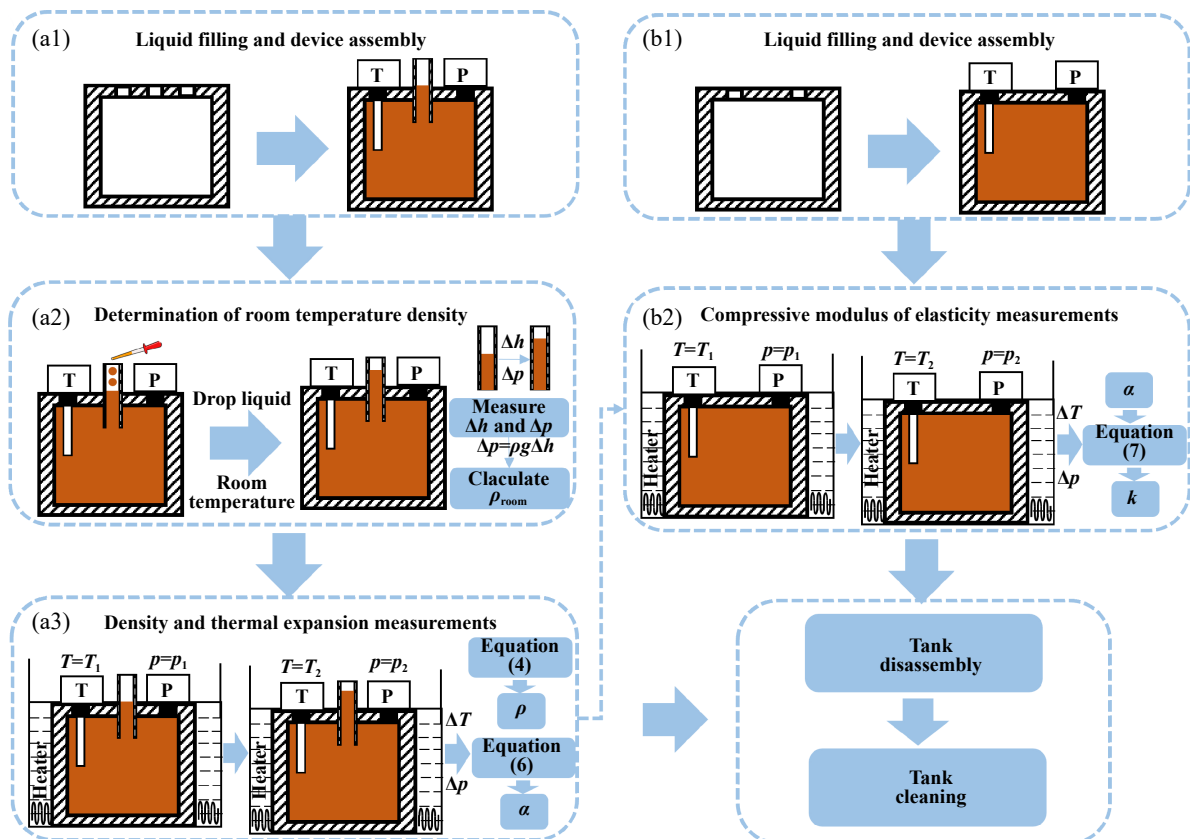 (a1)
Liquid filling and device assembly
T
P
(a2)
Determination of room temperature density
T
P
Drop liquid
Room
temperature
T
P
Δh
Δp
Measure
Δh and Δp
Δp=ρgΔh
Claculate
ρroom
(a3)
Density and thermal expansion measurements
T=T1
p=p1
T
P
Heater
T=T2
p=p2
T
P
Heater
ΔT
Δp
Equation
(4)
ρ
Equation
(6)
α
(b1)
Liquid filling and device assembly
T
P
(b2)
Compressive modulus of elasticity measurements
T=T1
p=p1
T
P
Heater
T=T2
p=p2
T
P
Heater
ΔT
Δp
α
Equation
(7)
k
Tank
disassembly
Tank
cleaning